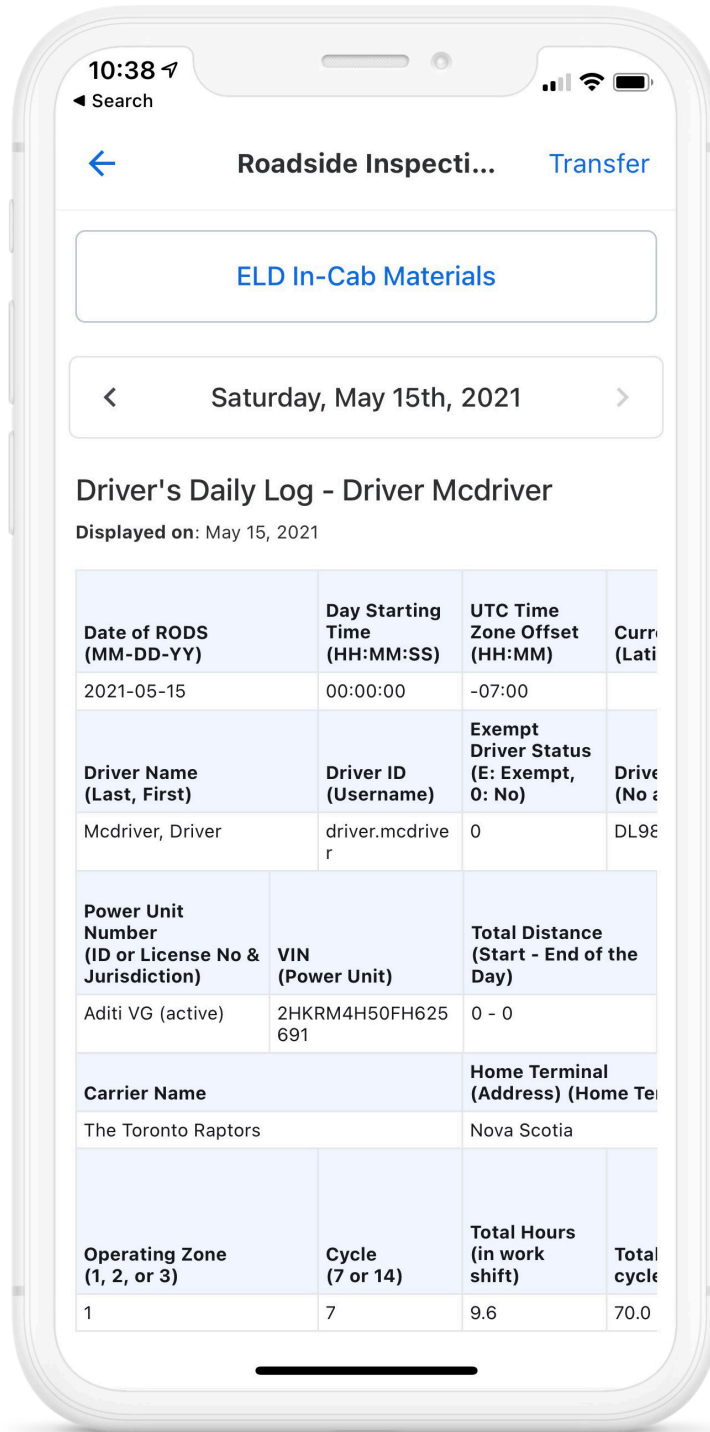 10:38
◀ Search
Roadside Inspecti... Transfer
ELD In-Cab Materials
Saturday, May 15th, 2021
Driver's Daily Log - Driver Mcdriver
Displayed on: May 15, 2021
Date of RODS
(MM-DD-YY)
Day Starting
Time
(HH:MM:SS)
UTC Time
Zone Offset
(HH:MM)
2021-05-15
00:00:00
-07:00
Driver Name
(Last, First)
Driver ID
(Username)
Exempt
Driver Status
(E: Exempt,
0: No)
(No
Mcdriver, Driver
driver.mcdrive
r
0
DL98
Power Unit
Number
(ID or License No &
Jurisdiction)
VIN
(Power Unit)
Total Distance
(Start - End of the
Day)
Aditi VG (active)
2HKRM4H50FH625
691
0 - 0
Carrier Name
Home Terminal
(Address) (Home
The Toronto Raptors
Nova Scotia
Operating Zone
(1, 2, or 3)
Cycle
(7 or 14)
Total Hours
(in work
shift)
Total
cycle
1
7
9.6
70.0